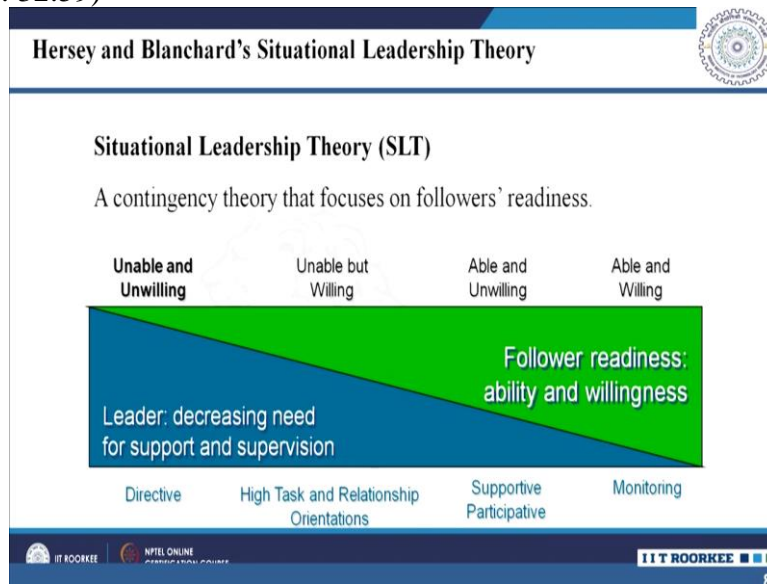 Hersey and Blanchard's Situational Leadership Theory
Situational Leadership Theory (SLT)
A contingency theory that focuses on followers' readiness.
Unable and
Unwilling
Unable but
Willing
Able and
Unwilling
Able and
Willing
Follower readiness:
ability and willingness
Leader: decreasing need
for support and supervision
Directive
High Task and Relationship
Orientations
Supportive
Participative
Monitoring
IIT ROORKEE
NPTEL ONLINE
CERTIFICATION COURSE
IIT ROORKEE